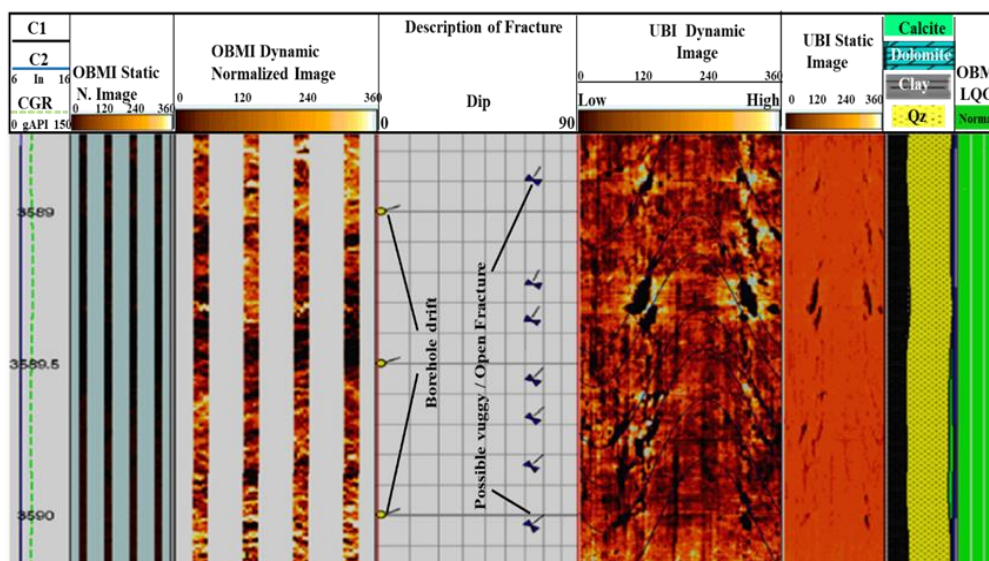 C1
C2
6 In 16
CGR
0 gAPI 150
OBMI Static
N. Image
0 120 240 360
OBMI Dynamic
Normalized Image
0 120 240 360
Description of Fracture
Dip
0 90
UBI Dynamic
Image
0 120 240 360
Low High
UBI Static
Image
0 120 240 360
Calcite
Dolomite
Clay
Qz
OBM
LQC
Norma
3589
3589.5
3590
Borehole drift
Possible vuggy / Open Fracture